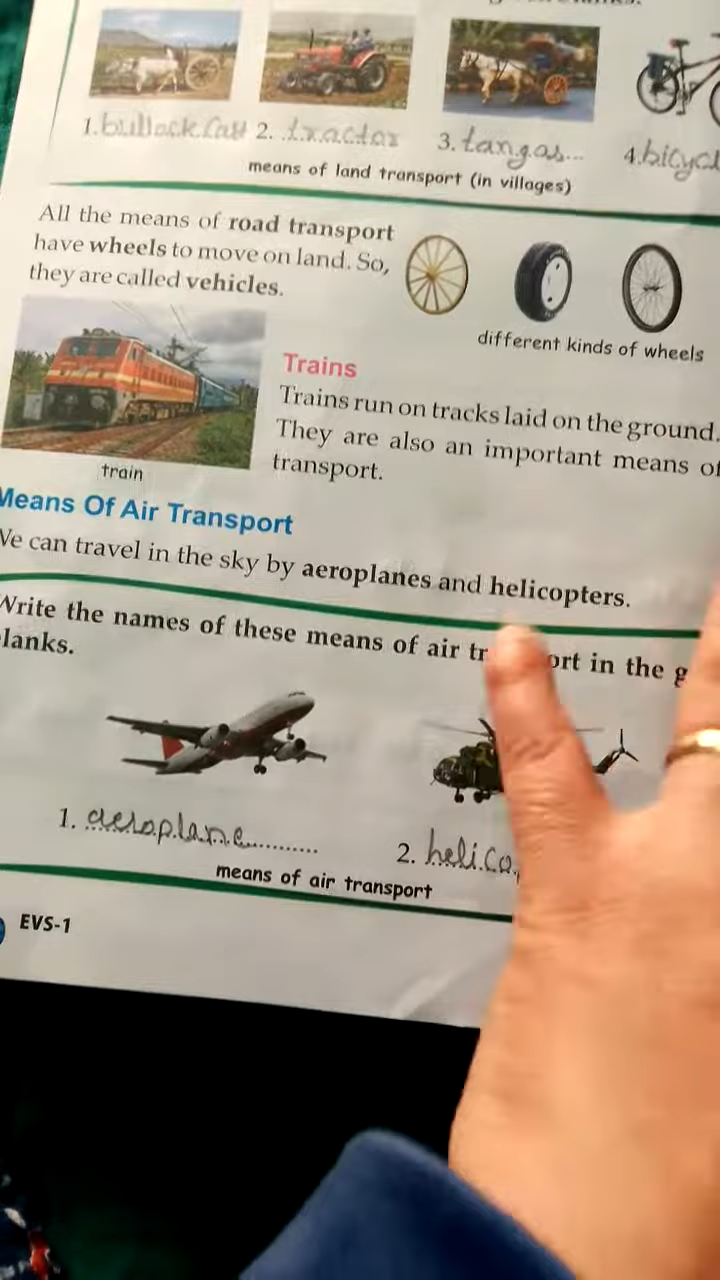 1. bullock Cart 2. tractor 3. tangas... 4. bicycl
means of land transport (in villages)
All the means of road transport
have wheels to move on land. So,
they are called vehicles.
different kinds of wheels
Trains
Trains run on tracks laid on the ground.
They are also an important means of
transport.
train
Means Of Air Transport
We can travel in the sky by aeroplanes and helicopters.
Write the names of these means of air tr ort in the g
lanks.
1. aeroplane..........
2. helico
means of air transport
EVS-1